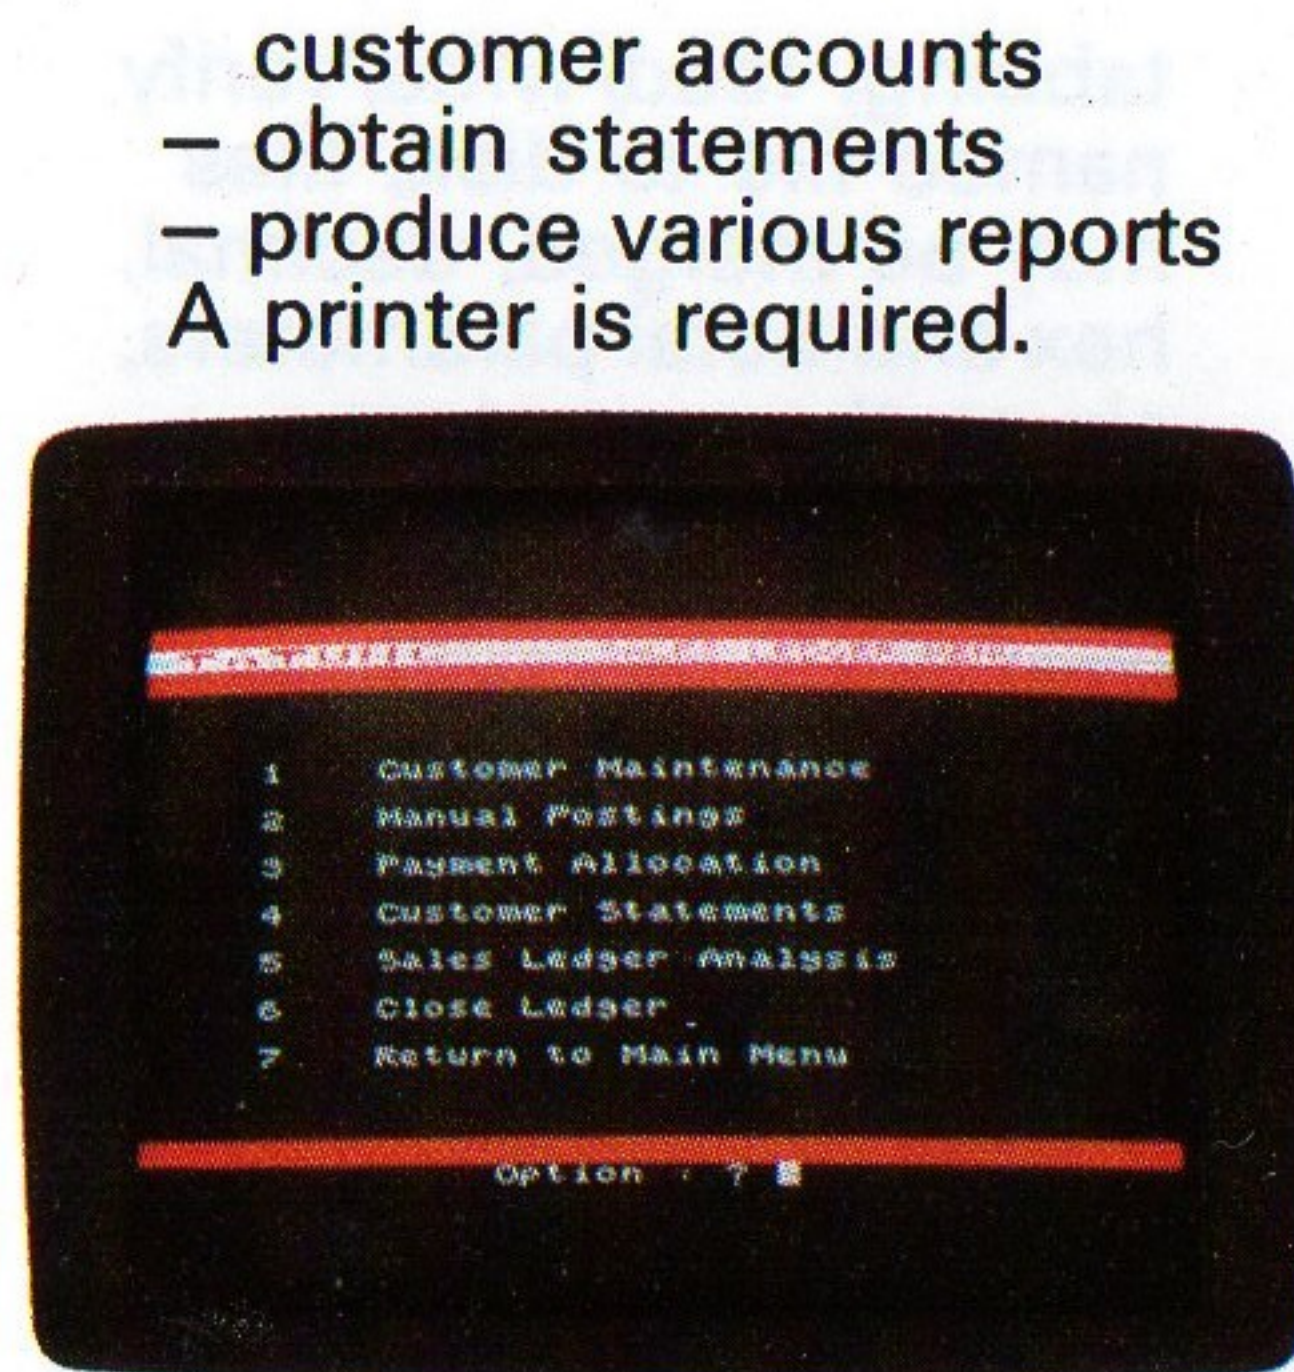 customer accounts
– obtain statements
– produce various reports
A printer is required.
1 Customer Maintenance
2 Manual Postings
3 Payment Allocation
4 Customer Statements
5 Sales Ledger Analysis
6 Close Ledger
7 Return to Main Menu
Option : ?